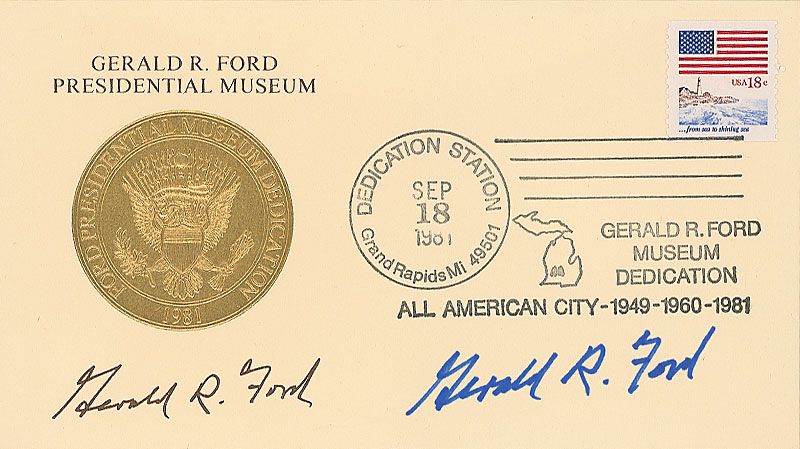 GERALD R. FORD
PRESIDENTIAL MUSEUM
FORD PRESIDENTIAL MUSEUM DEDICATION
1981
Gerald R. Ford
USA 18c
...from sea to shining sea
DEDICATION STATION
SEP
18
1981
Grand Rapids Mi 49501
GERALD R. FORD
MUSEUM
DEDICATION
ALL AMERICAN CITY-1949-1960-1981
Gerald R. Ford